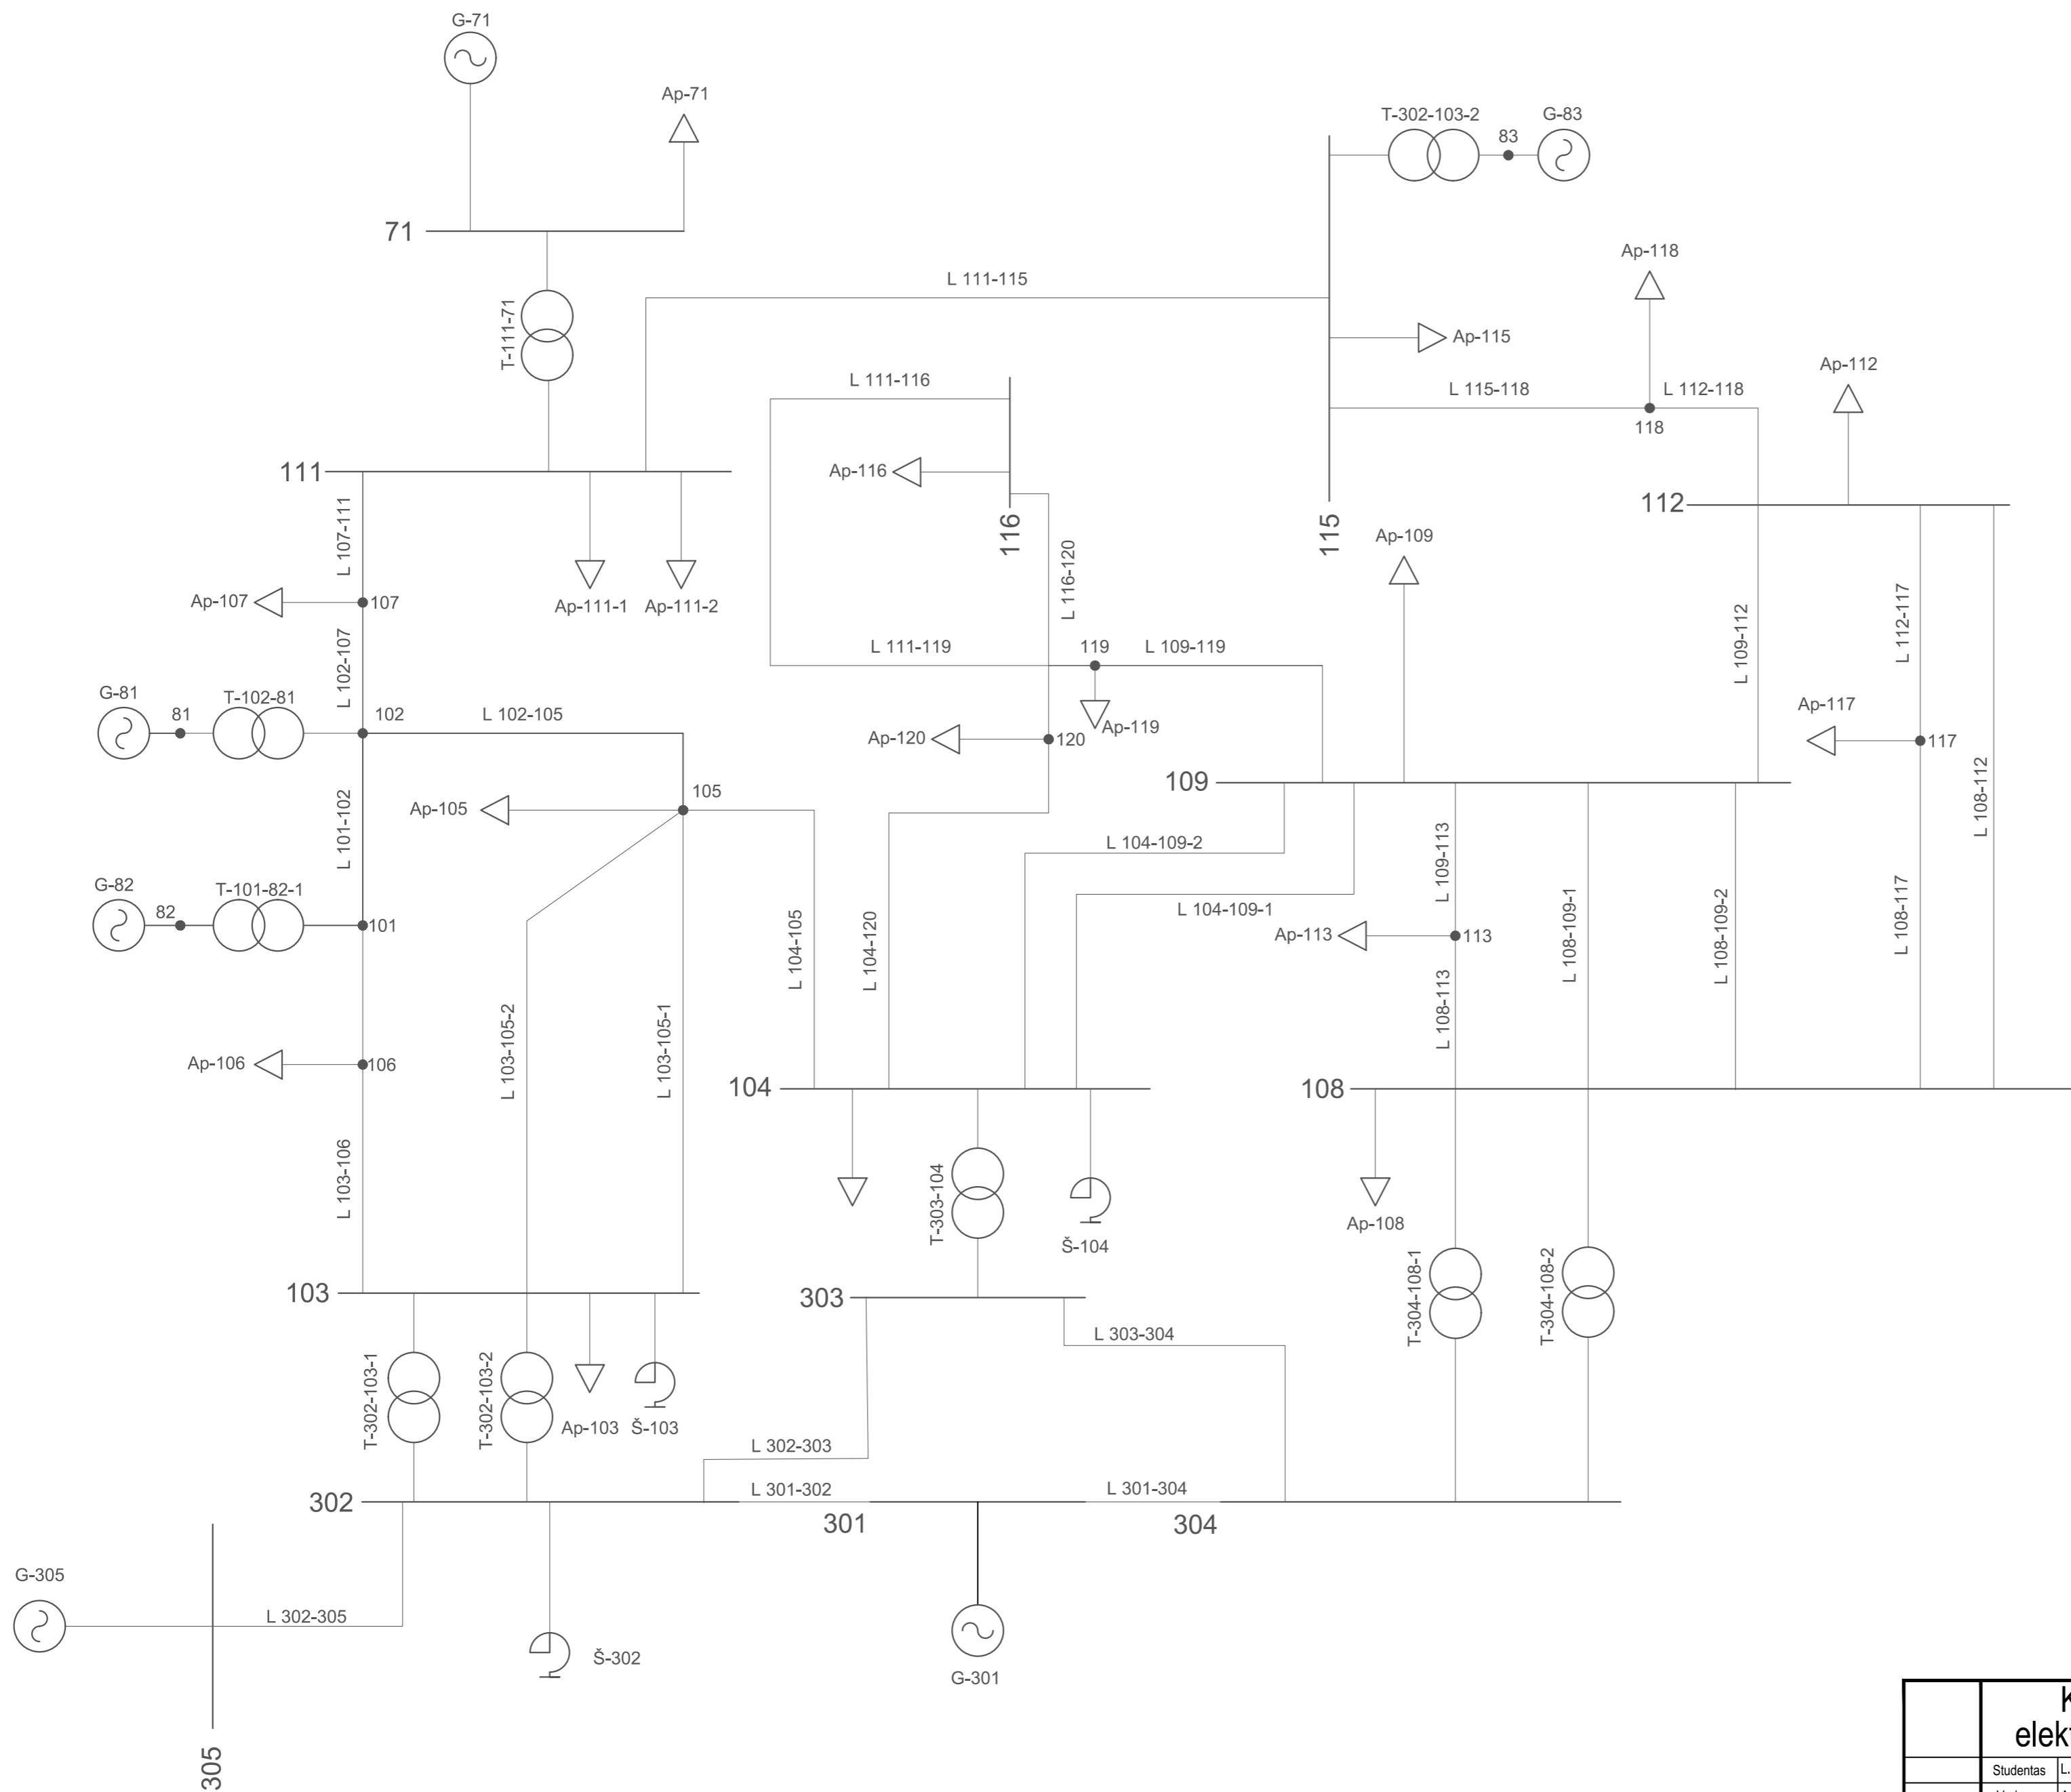 G-71
Ap-71
T-302-103-2
83
G-83
71
Ap-118
L 111-115
T-111-71
Ap-115
Ap-112
L 111-116
L 115-118
L 112-118
118
Ap-116
111
116
115
112
L 107-111
Ap-109
L 116-120
Ap-107
107
Ap-111-1
Ap-111-2
L 102-107
L 111-119
119
L 109-119
L 109-112
L 112-117
G-81
81
T-102-81
102
L 102-105
Ap-120
120
Ap-119
Ap-117
117
109
L 108-112
Ap-105
105
L 101-102
L 104-109-2
L 109-113
G-82
82
T-101-82-1
101
L 104-105
L 104-120
L 104-109-1
Ap-113
113
L 108-109-1
L 108-109-2
L 108-117
L 103-105-2
L 103-105-1
L 108-113
Ap-106
106
104
108
L 103-106
T-303-104
Š-104
Ap-108
103
303
T-304-108-1
T-304-108-2
L 303-304
T-302-103-1
T-302-103-2
Ap-103
Š-103
L 302-303
302
L 301-302
301
L 301-304
304
G-305
L 302-305
Š-302
G-301
305
K
elekt
Studentas
L.